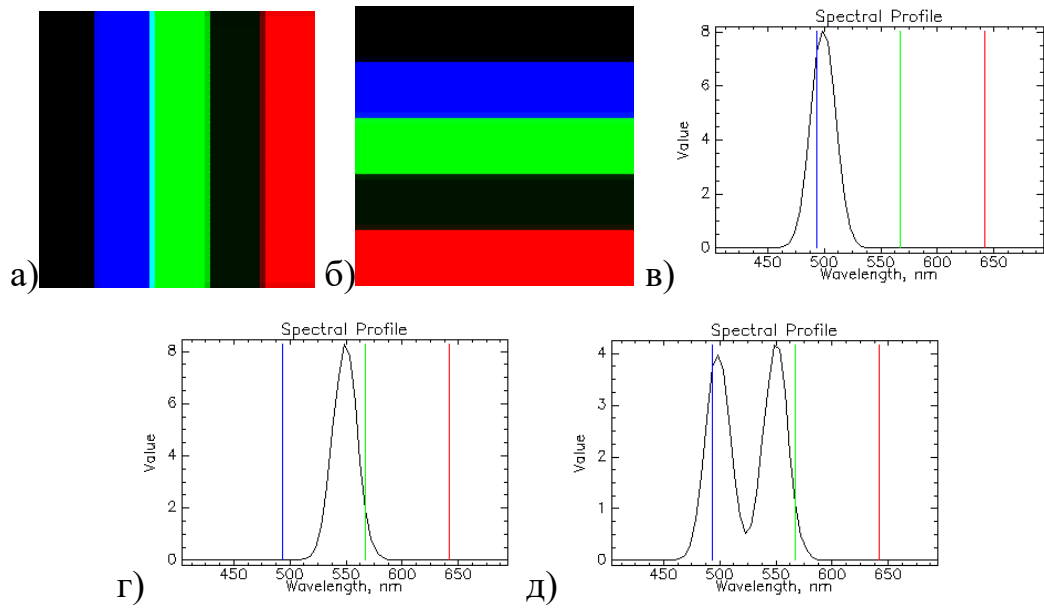 а)
б)
в)
Spectral Profile
Value
8
6
4
2
0
450 500 550 600 650
Wavelength, nm
г)
Spectral Profile
Value
8
6
4
2
0
450 500 550 600 650
Wavelength, nm
д)
Spectral Profile
Value
4
3
2
1
0
450 500 550 600 650
Wavelength, nm